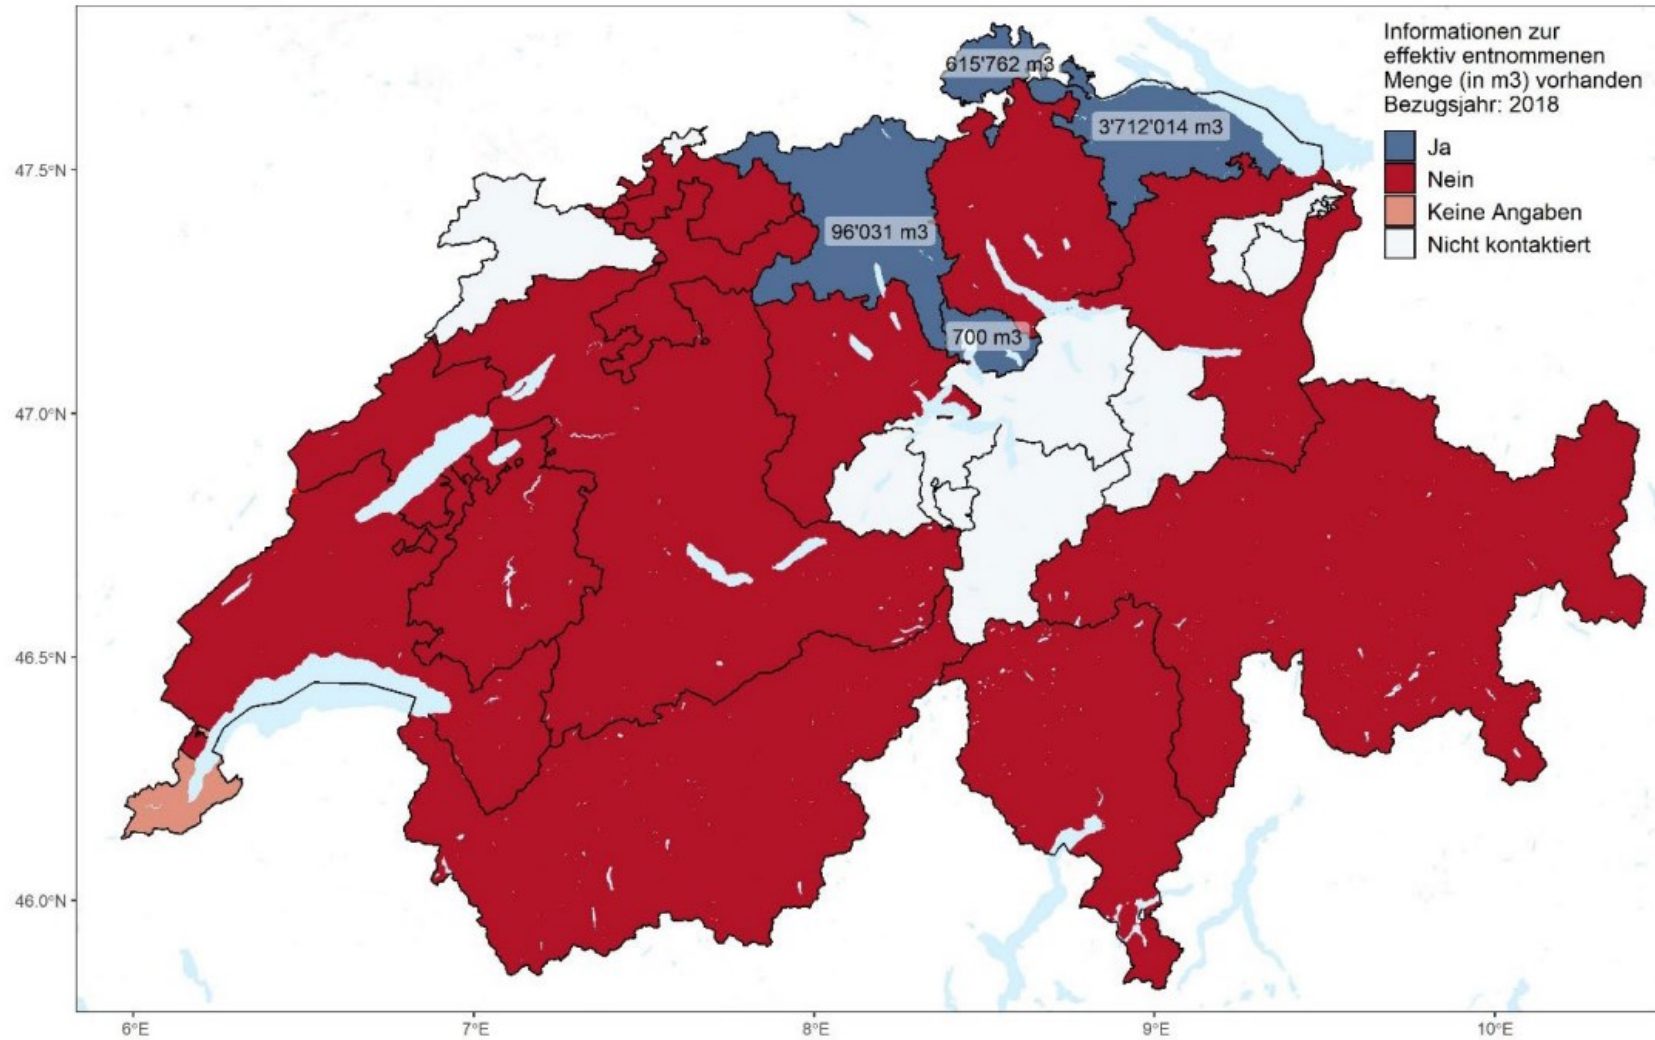 Informationen zur
effektiv entnommenen
Menge (in m3) vorhanden
Bezugsjahr: 2018
Ja
Nein
Keine Angaben
Nicht kontaktiert
615'762 m3
3'712'014 m3
96'031 m3
700 m3
47.5°N
47.0°N
46.5°N
46.0°N
6°E
7°E
8°E
9°E
10°E